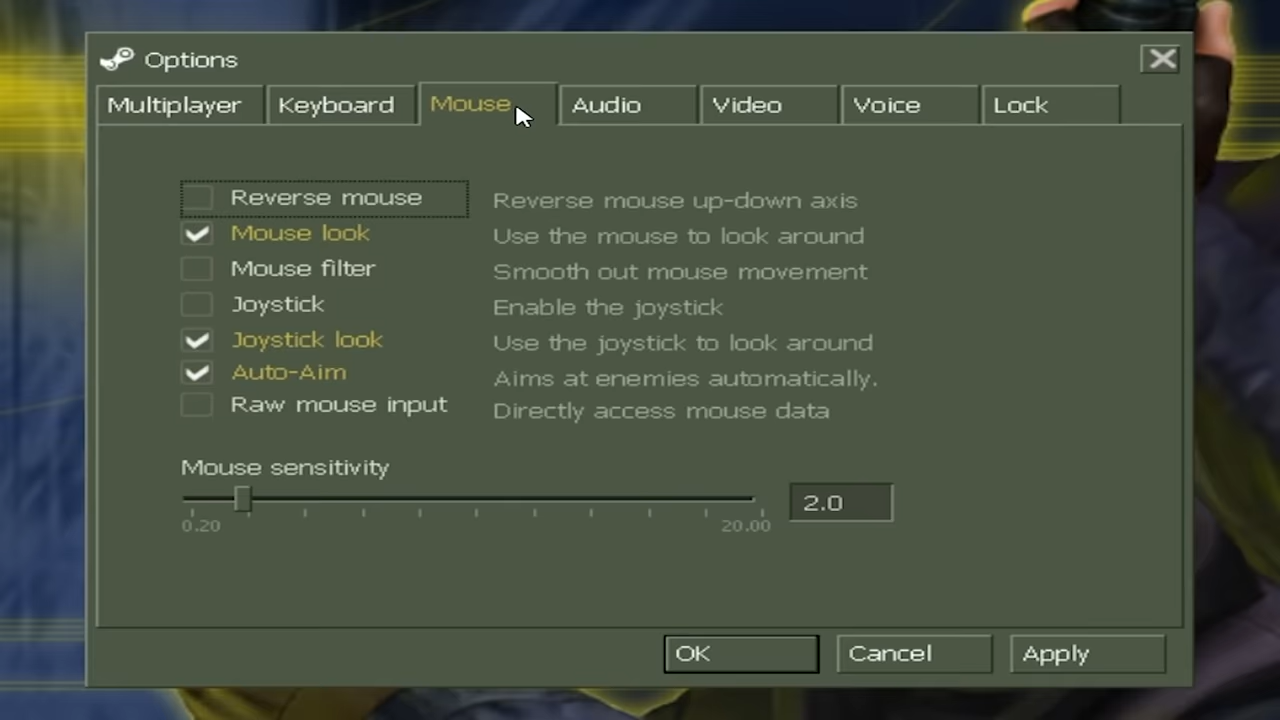 Options
Multiplayer Keyboard Mouse Audio Video Voice Lock
Reverse mouse Reverse mouse up-down axis
Mouse look Use the mouse to look around
Mouse filter Smooth out mouse movement
Joystick Enable the joystick
Joystick look Use the joystick to look around
Auto-Aim Aims at enemies automatically.
Raw mouse input Directly access mouse data
Mouse sensitivity
2.0
0.20 20.00
OK Cancel Apply